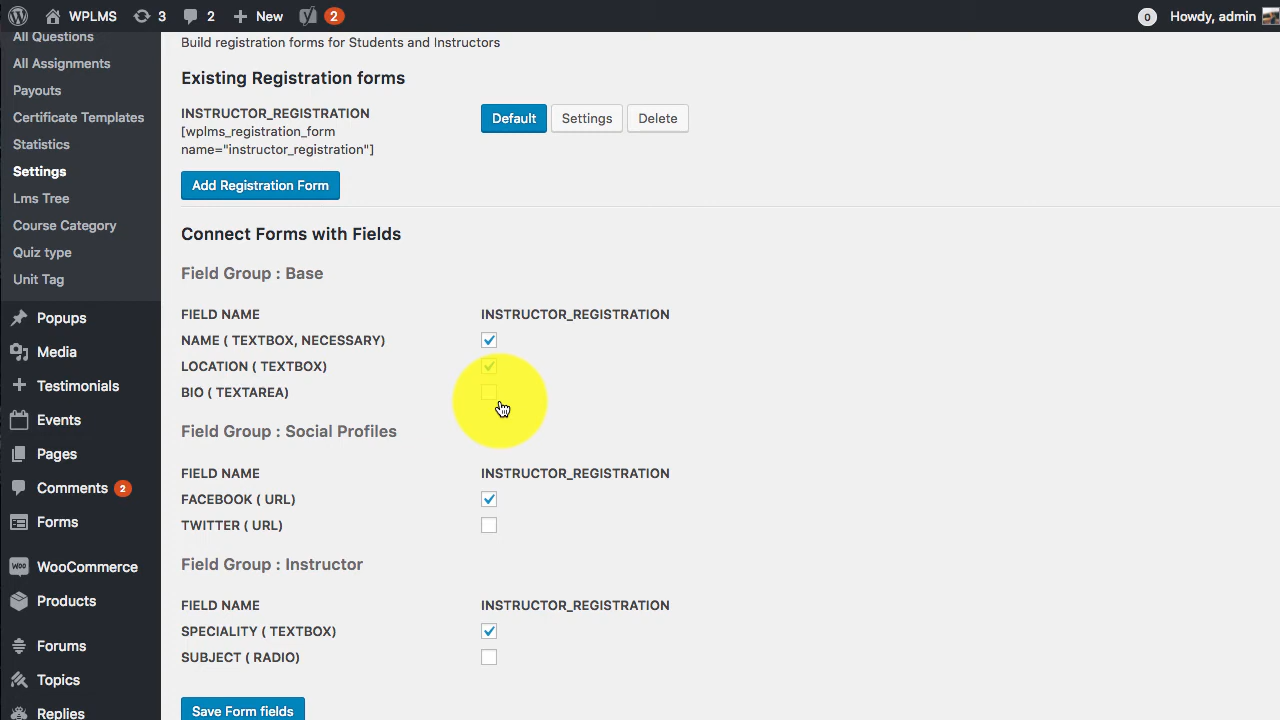 WPLMS 3 2 New 2 0 Howdy, admin
All Questions
All Assignments
Payouts
Certificate Templates
Statistics
Settings
Lms Tree
Course Category
Quiz type
Unit Tag
Popups
Media
Testimonials
Events
Pages
Comments 2
Forms
WooCommerce
Products
Forums
Topics
Replies
Build registration forms for Students and Instructors
Existing Registration forms
INSTRUCTOR_REGISTRATION
[wplms_registration_form
name="instructor_registration"]
Default Settings Delete
Add Registration Form
Connect Forms with Fields
Field Group : Base
FIELD NAME INSTRUCTOR_REGISTRATION
NAME ( TEXTBOX, NECESSARY)
LOCATION ( TEXTBOX)
BIO ( TEXTAREA)
Field Group : Social Profiles
FIELD NAME INSTRUCTOR_REGISTRATION
FACEBOOK ( URL)
TWITTER ( URL)
Field Group : Instructor
FIELD NAME INSTRUCTOR_REGISTRATION
SPECIALITY ( TEXTBOX)
SUBJECT ( RADIO)
Save Form fields